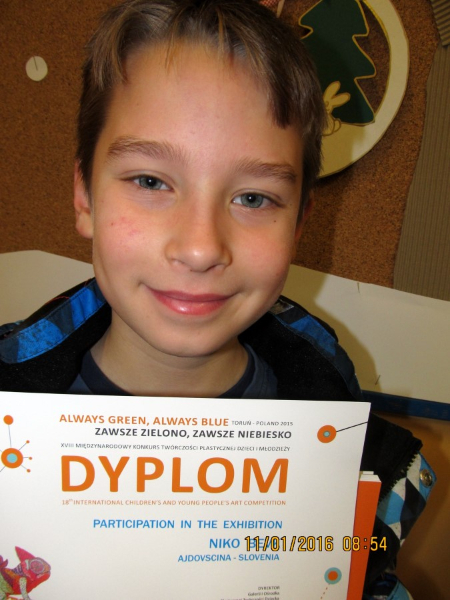 ALWAYS GREEN, ALWAYS BLUE TORUŃ - POLAND 2015
ZAWSZE ZIELONO, ZAWSZE NIEBIESKO
XVIII MIĘDZYNARODOWY KONKURS TWÓRCZOŚCI PLASTYCZNEJ DZIECI I MŁODZIEŻY
DYPLOM
18TH INTERNATIONAL CHILDREN'S AND YOUNG PEOPLE'S ART COMPETITION
PARTICIPATION IN THE EXHIBITION
NIKO
11/01/2016 08:54
AJDOVSCINA - SLOVENIA
DYREKTOR